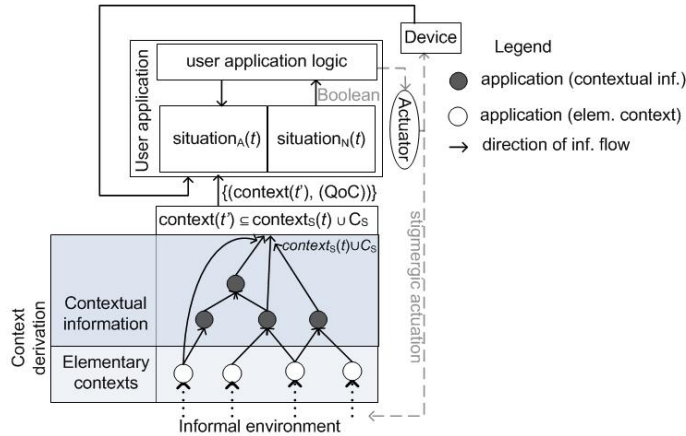 Device
Legend
application (contextual inf.)
application (elem. context)
direction of inf. flow
User application
user application logic
Boolean
Actuator
situationA(t)
situationN(t)
{(context(t'), (QoC))}
context(t') ⊆ contextS(t) ∪ CS
contextS(t)∪CS
stigmergic actuation
Context
derivation
Contextual
information
Elementary
contexts
Informal environment